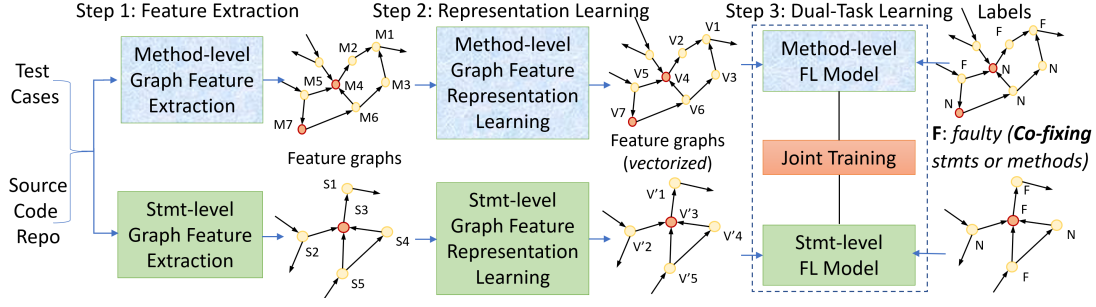 Step 1: Feature Extraction
Step 2: Representation Learning
Step 3: Dual-Task Learning
Labels
Test
Cases
Source
Code
Repo
Method-level
Graph Feature
Extraction
M1
M2
M3
M4
M5
M6
M7
Feature graphs
Method-level
Graph Feature
Representation
Learning
V1
V2
V3
V4
V5
V6
V7
Feature graphs
(vectorized)
Method-level
FL Model
Joint Training
F
F
F
N
N
N
N
F: faulty (Co-fixing
stmts or methods)
Stmt-level
Graph Feature
Extraction
S1
S3
S2
S4
S5
Stmt-level
Graph Feature
Representation
Learning
V'1
V'3
V'2
V'4
V'5
Stmt-level
FL Model
F
F
N
N
F